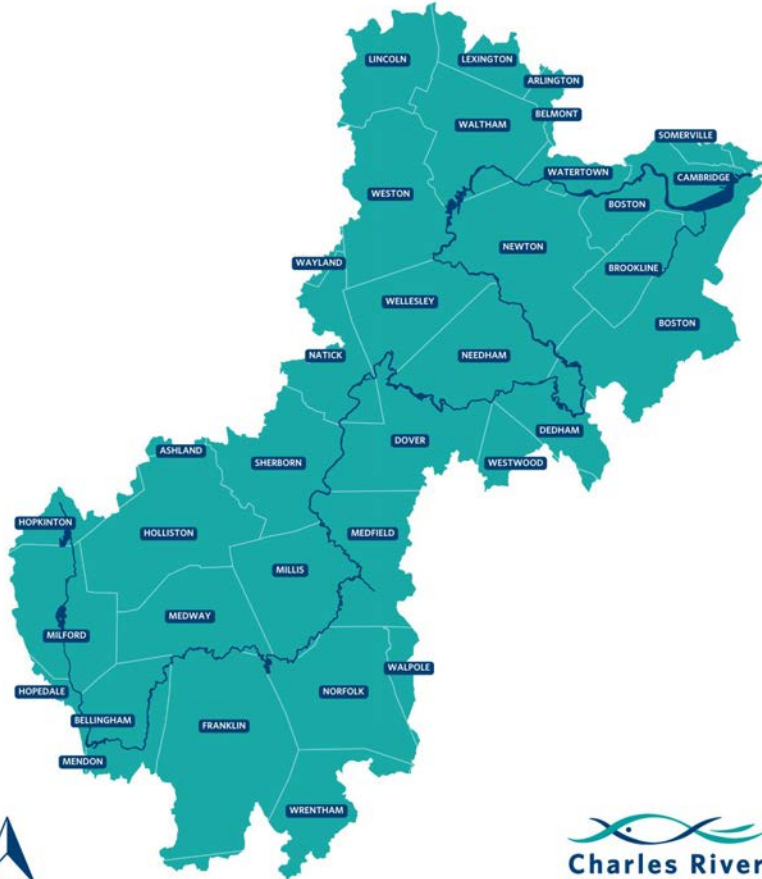 LINCOLN
LEXINGTON
ARLINGTON
BELMONT
WALTHAM
SOMERVILLE
WATERTOWN
CAMBRIDGE
WESTON
BOSTON
NEWTON
WAYLAND
BROOKLINE
WELLESLEY
BOSTON
NATICK
NEEDHAM
DEDHAM
DOVER
ASHLAND
SHERBORN
WESTWOOD
HOPKINTON
HOLLISTON
MEDFIELD
MILLIS
MEDWAY
MILFORD
WALPOLE
HOPEDALE
NORFOLK
BELLINGHAM
FRANKLIN
MENDON
WRENTHAM
Charles River